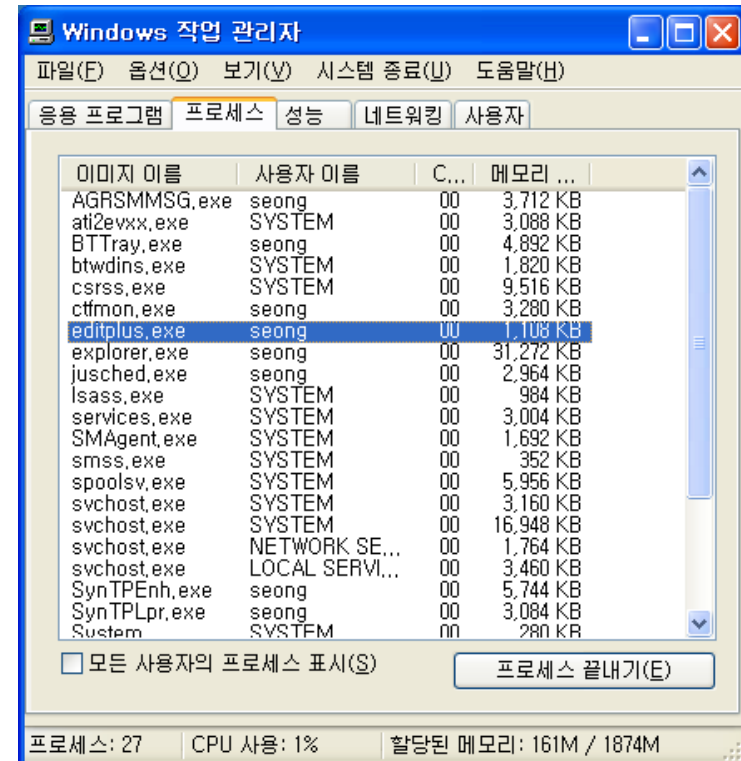 Windows 작업 관리자
파일(F) 옵션(O) 보기(V) 시스템 종료(U) 도움말(H)
응용 프로그램 프로세스 성능 네트워킹 사용자
이미지 이름 사용자 이름 C... 메모리 ...
AGRSMMSG.exe seong 00 3,712 KB
ati2evxx.exe SYSTEM 00 3,088 KB
BTTray.exe seong 00 4,892 KB
btwdins.exe SYSTEM 00 1,820 KB
csrss.exe SYSTEM 00 9,516 KB
ctfmon.exe seong 00 3,280 KB
editplus.exe seong 00 1,108 KB
explorer.exe seong 00 31,272 KB
jusched.exe seong 00 2,964 KB
lsass.exe SYSTEM 00 984 KB
services.exe SYSTEM 00 3,004 KB
SMAgent.exe SYSTEM 00 1,692 KB
smss.exe SYSTEM 00 352 KB
spoolsv.exe SYSTEM 00 5,956 KB
svchost.exe SYSTEM 00 3,160 KB
svchost.exe SYSTEM 00 16,948 KB
svchost.exe NETWORK SE... 00 1,764 KB
svchost.exe LOCAL SERVI... 00 3,460 KB
SynTPEnh.exe seong 00 5,744 KB
SynTPLpr.exe seong 00 3,084 KB
System SYSTEM 00 280 KB
모든 사용자의 프로세스 표시(S) 프로세스 끝내기(E)
프로세스: 27 CPU 사용: 1% 할당된 메모리: 161M / 1874M